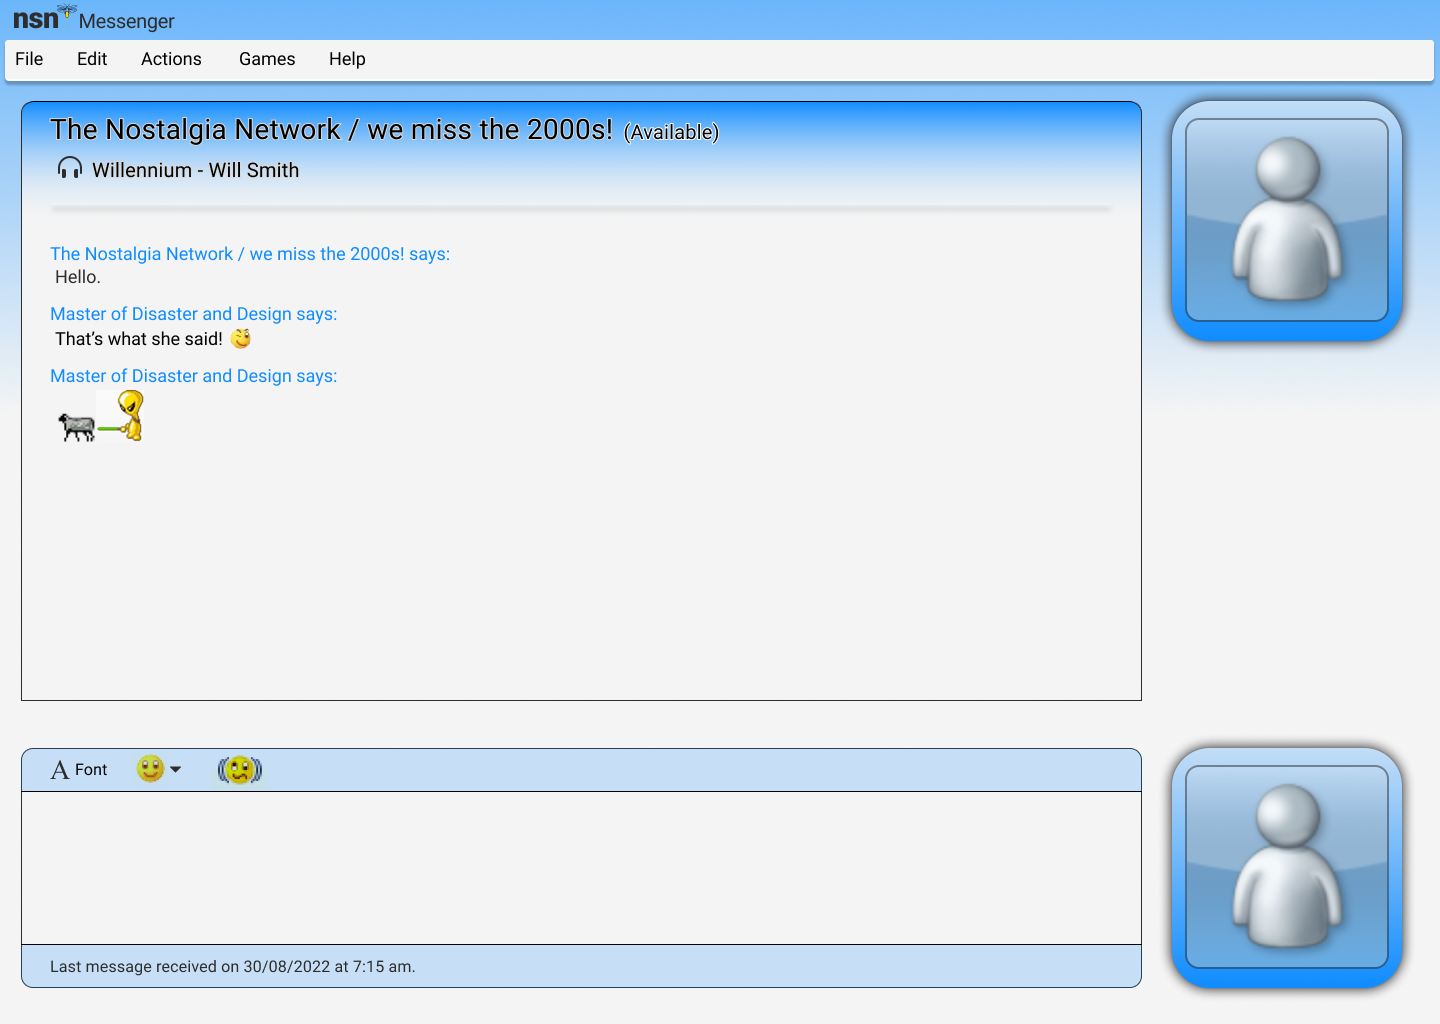 nsn Messenger
File Edit Actions Games Help
The Nostalgia Network / we miss the 2000s! (Available)
Willennium - Will Smith
The Nostalgia Network / we miss the 2000s! says:
Hello.
Master of Disaster and Design says:
That’s what she said!
Master of Disaster and Design says:
A Font
Last message received on 30/08/2022 at 7:15 am.